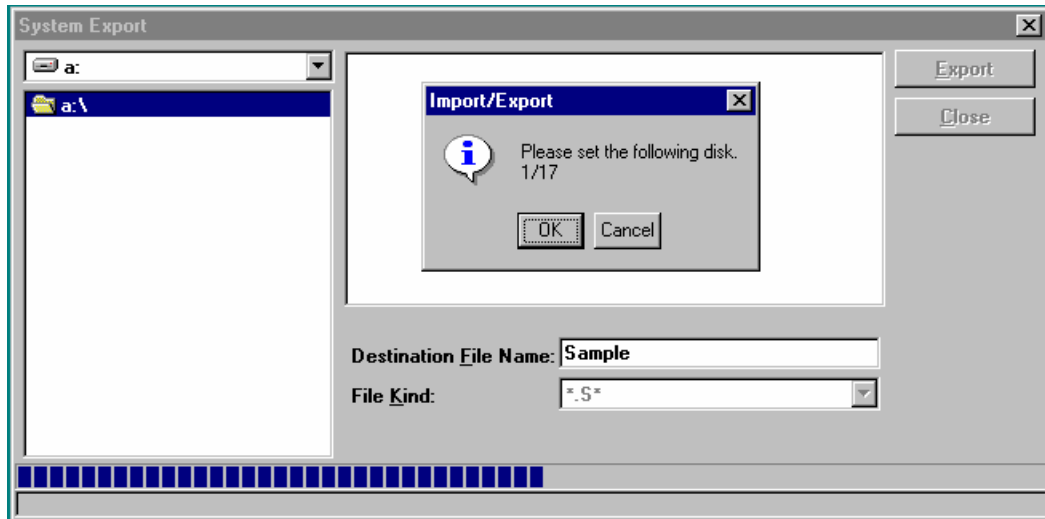 System Export
a:
a:\
Import/Export
Please set the following disk.
1/17
OK
Cancel
Export
Close
Destination File Name: Sample
File Kind: *.S*